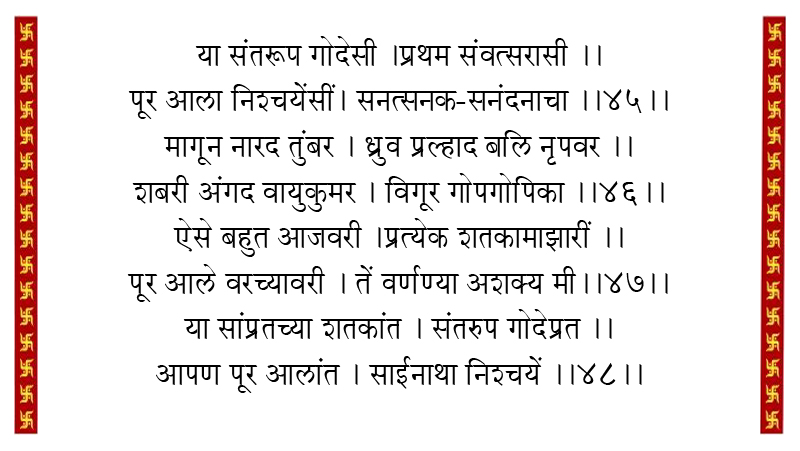 या संतरूप गोदेसी ।प्रथम संवत्सरासी ।।
पूर आला निश्चयेंसीं। सनत्सनक-सनंदनाचा ।।४५।।
मागून नारद तुंबर । ध्रुव प्रल्हाद बलि नृपवर ।।
शबरी अंगद वायुकुमर । विगूर गोपगोपिका ।।४६।।
ऐसे बहुत आजवरी ।प्रत्येक शतकामाझारीं ।।
पूर आले वरच्यावरी । तें वर्णण्या अशक्य मी।।४७।।
या सांप्रतच्या शतकांत । संतरुप गोदेप्रत ।।
आपण पूर आलांत । साईनाथा निश्चयें ।।४८।।